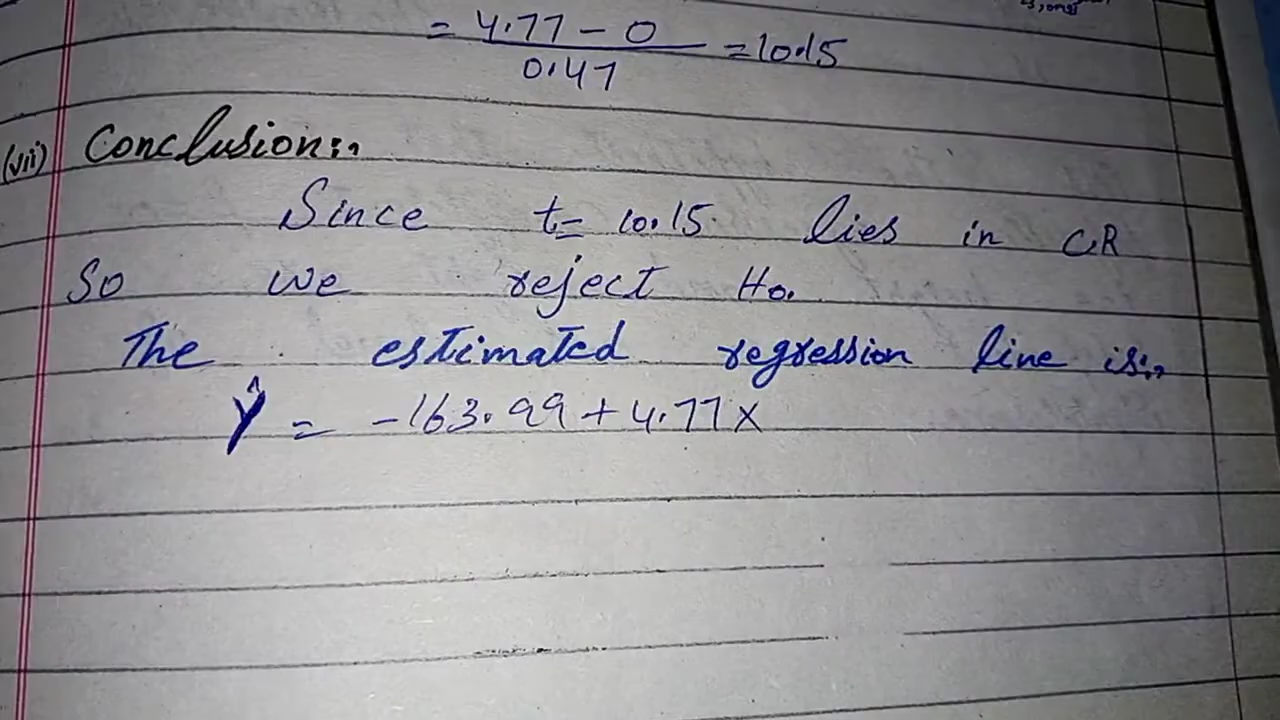 = 4.77 - 0 / 0.47 = 10.15
(vii) Conclusion:,
Since t= 10.15 lies in CR
So we reject Ho.
The estimated regression line is:,
Ŷ = -163.99 + 4.77x